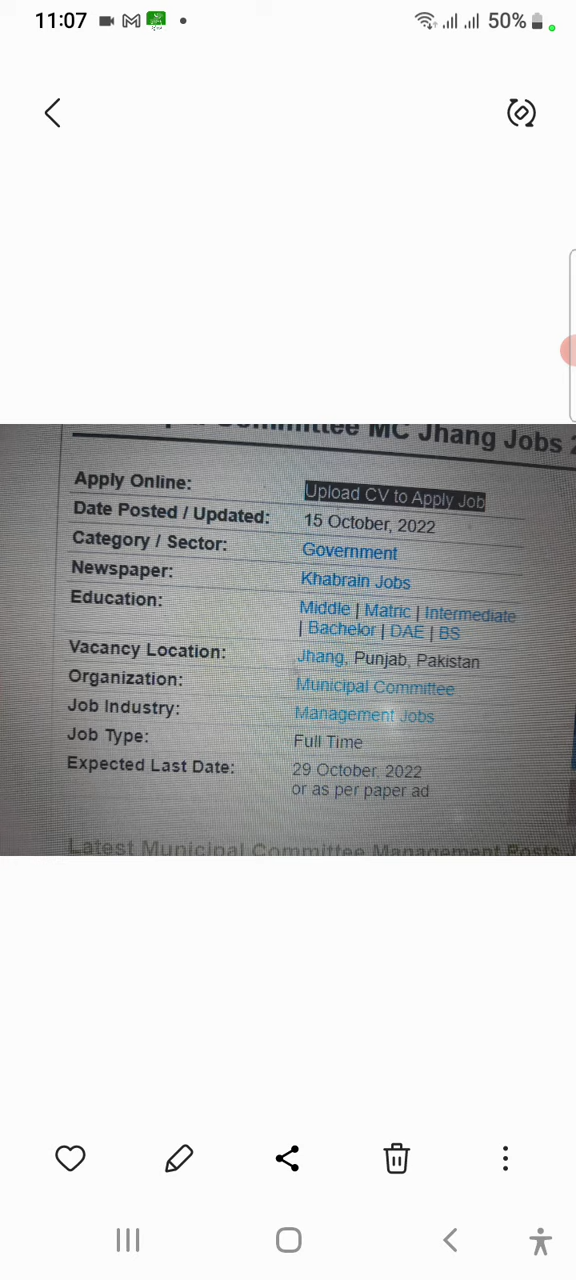 11:07
50%
Committee MC Jhang Jobs
Apply Online: Upload CV to Apply Job
Date Posted / Updated: 15 October, 2022
Category / Sector: Government
Newspaper: Khabrain Jobs
Education: Middle | Matric | Intermediate
| Bachelor | DAE | BS
Vacancy Location: Jhang, Punjab, Pakistan
Organization: Municipal Committee
Job Industry: Management Jobs
Job Type: Full Time
Expected Last Date: 29 October, 2022
or as per paper ad
Latest Municipal Committee Management Posts